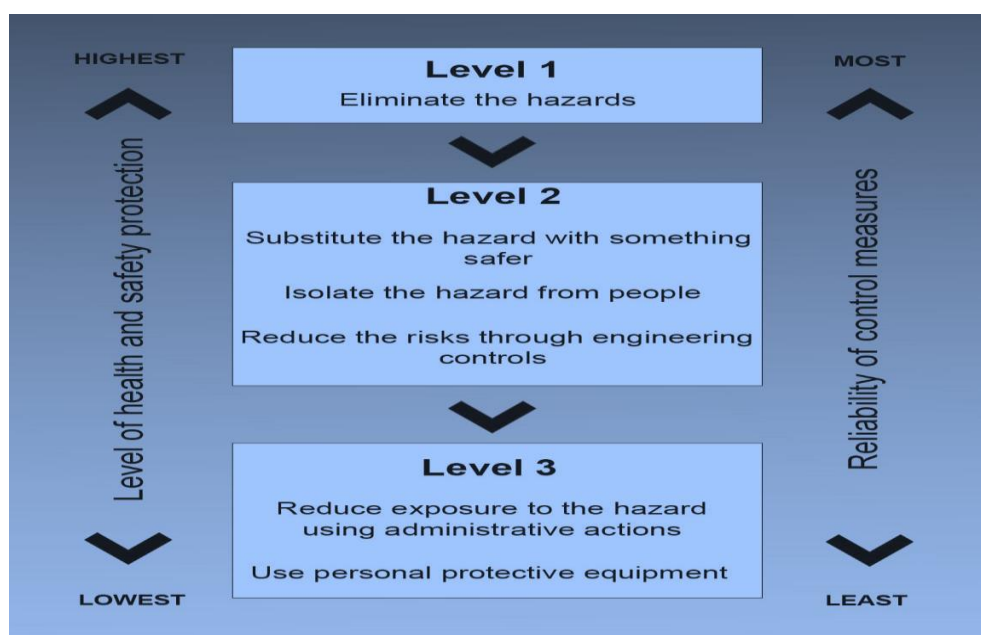 HIGHEST
MOST
Level 1
Eliminate the hazards
Level of health and safety protection
Reliability of control measures
Level 2
Substitute the hazard with something
safer
Isolate the hazard from people
Reduce the risks through engineering
controls
Level 3
Reduce exposure to the hazard
using administrative actions
Use personal protective equipment
LOWEST
LEAST